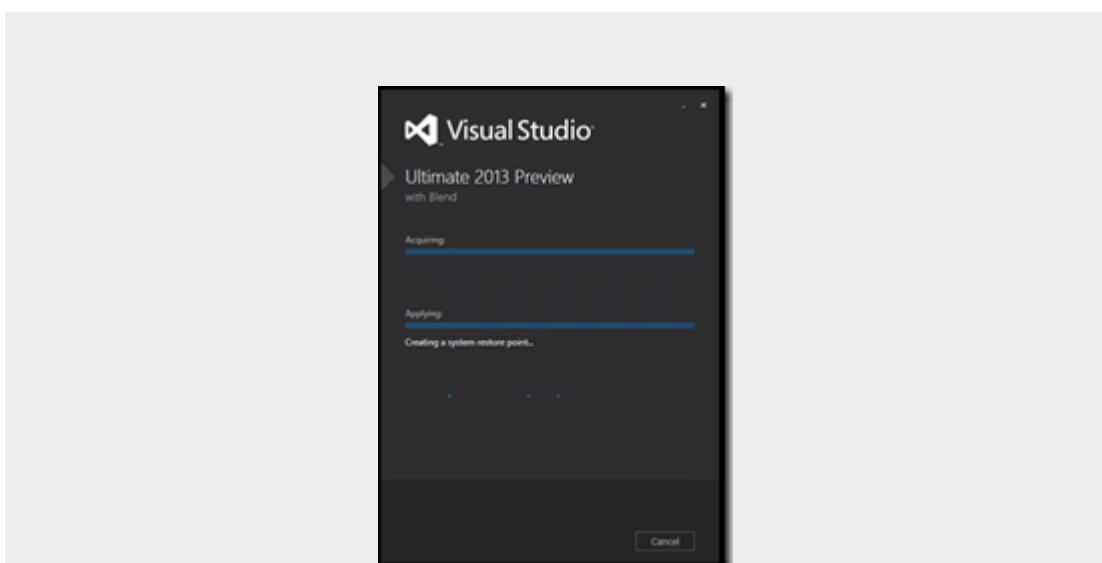 Visual Studio
Ultimate 2013 Preview
with Blend
Acquiring:
Applying:
Creating a system restore point...
Cancel